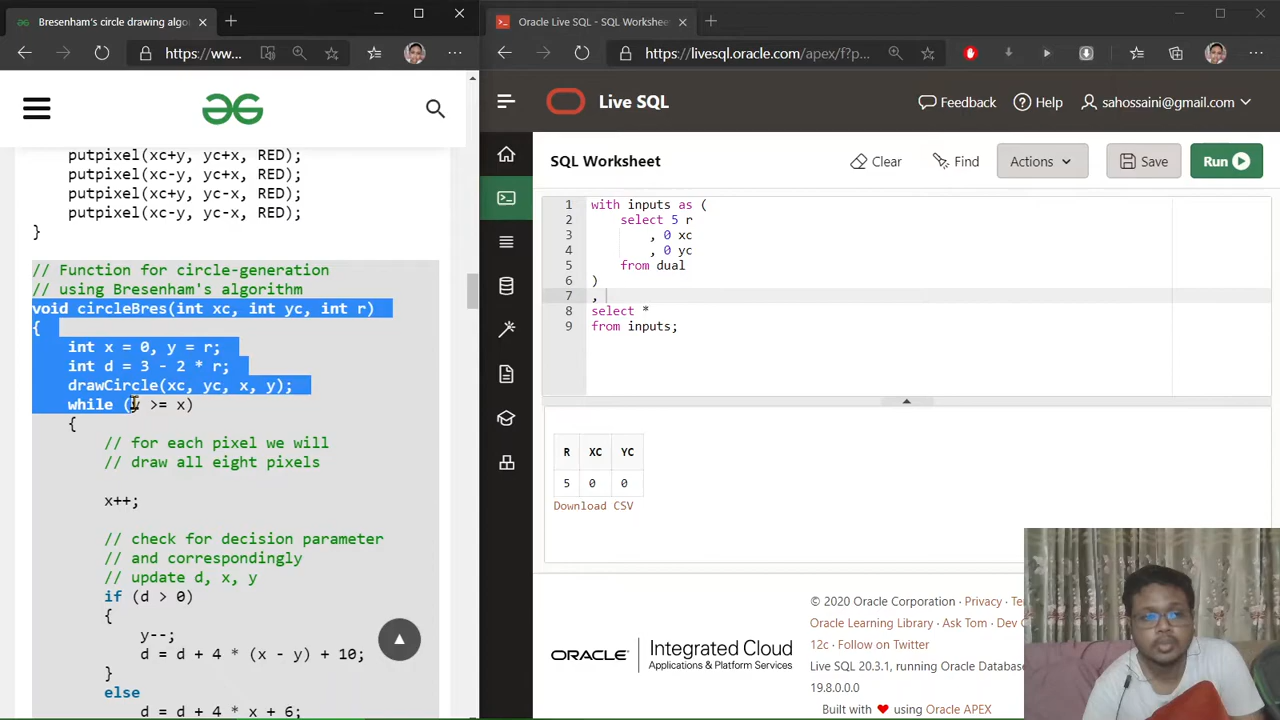 Bresenham's circle drawing algo
https://www...
putpixel(xc+y, yc+x, RED);
putpixel(xc-y, yc+x, RED);
putpixel(xc+y, yc-x, RED);
putpixel(xc-y, yc-x, RED);
}
// Function for circle-generation
// using Bresenham's algorithm
void circleBres(int xc, int yc, int r)
{
int x = 0, y = r;
int d = 3 - 2 * r;
drawCircle(xc, yc, x, y);
while (y >= x)
{
// for each pixel we will
// draw all eight pixels
x++;
// check for decision parameter
// and correspondingly
// update d, x, y
if (d > 0)
{
y--;
d = d + 4 * (x - y) + 10;
}
else
d = d + 4 * x + 6;
Oracle Live SQL - SQL Workshee
https://livesql.oracle.com/apex/f?p...
Live SQL
Feedback
Help
sahossaini@gmail.com
SQL Worksheet
Clear
Find
Actions
Save
Run
1 with inputs as (
2 select 5 r
3 , 0 xc
4 , 0 yc
5 from dual
6 )
7 ,
8 select *
9 from inputs;
R XC YC
5 0 0
Download CSV
© 2020 Oracle Corporation · Privacy ·
Oracle Learning Library · Ask Tom · Dev
12c · Follow on Twitter
Live SQL 20.3.1, running Oracle Database
19.8.0.0.0
Built with ❤ using Oracle APEX
ORACLE
Integrated Cloud
Applications & Platform Services